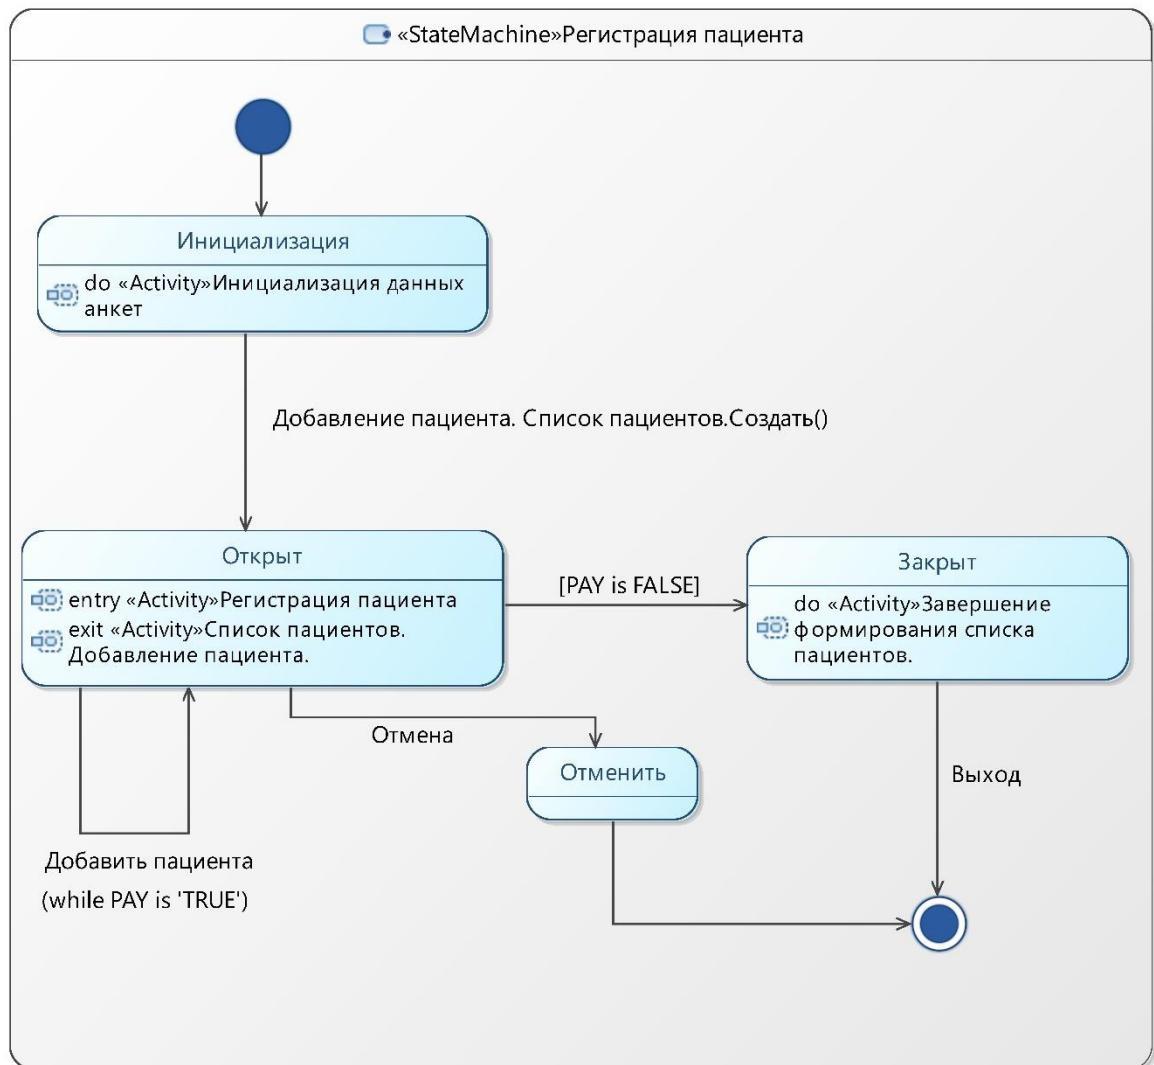 «StateMachine»Регистрация пациента
Инициализация
do «Activity»Инициализация данных
анкет
Добавление пациента. Список пациентов.Создать()
Открыт
entry «Activity»Регистрация пациента
exit «Activity»Список пациентов.
Добавление пациента.
[PAY is FALSE]
Закрыт
do «Activity»Завершение
формирования списка
пациентов.
Отмена
Отменить
Выход
Добавить пациента
(while PAY is 'TRUE')